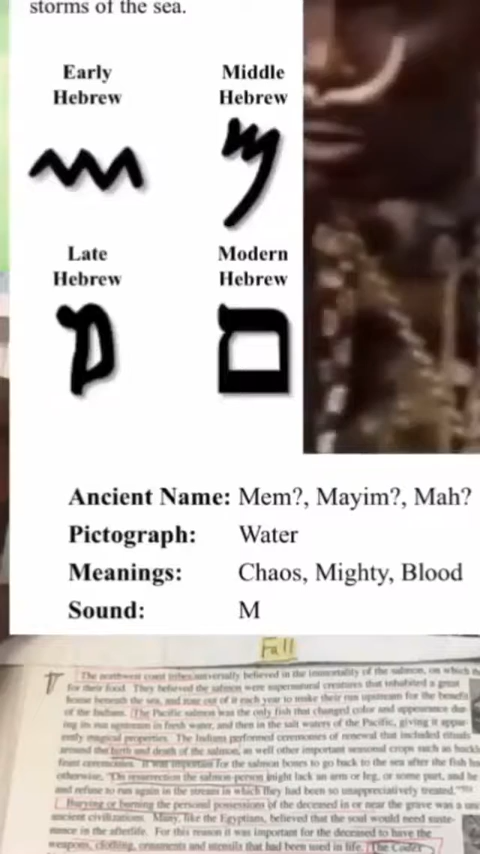 storms of the sea.
Early Hebrew
Middle Hebrew
Late Hebrew
Modern Hebrew
ם
Ancient Name: Mem?, Mayim?, Mah?
Pictograph: Water
Meanings: Chaos, Mighty, Blood
Sound: M
Fall
The northwest coast tribes universally believed in the immortality of the salmon, on which
for their food. They believed the salmon were supernatural creatures that inhabited a great
house beneath the sea, and rose out of it each year to make their run upstream for the benefit
of the Indians. The Pacific salmon was the only fish that changed color and appearance
ing its run upstream in fresh water, and then in the salt waters of the Pacific, giving it
magical properties. The Indians performed ceremonies of renewal that included rituals
around the birth and death of the salmon, as well other important seasonal crops such as
feast ceremonies. It was important for the salmon bones to go back to the sea after the fish
otherwise, "On resurrection the salmon-person might lack an arm or leg, or some part, and
and refuse to run again in the stream in which they had been so unappreciatively treated."
Burying or burning the personal possessions of the deceased in or near the grave was a
ancient civilizations. Many, like the Egyptians, believed that the soul would need
nance in the afterlife. For this reason it was important for the deceased to have the
weapons, clothing, ornaments and utensils that had been used in life. The